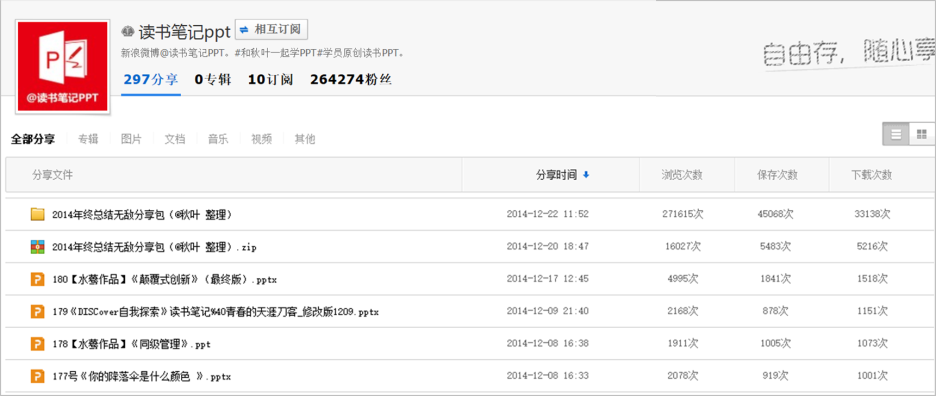 读书笔记ppt 相互订阅
新浪微博@读书笔记PPT。#和秋叶一起学PPT#学员原创读书PPT。
297分享 0专辑 10订阅 264274粉丝
P
@读书笔记PPT
自由存，随心享
全部分享 专辑 图片 文档 音乐 视频 其他
分享文件 分享时间 浏览次数 保存次数 下载次数
2014年终总结无敌分享包（@秋叶 整理） 2014-12-22 11:52 271615次 45068次 33138次
2014年终总结无敌分享包（@秋叶 整理）.zip 2014-12-20 18:47 16027次 5483次 5216次
180【水藝作品】《颠覆式创新》（最终版）.pptx 2014-12-17 12:45 4995次 1841次 1518次
179《DISCover自我探索》读书笔记%40青春的天涯刀客_修改版1209.pptx 2014-12-09 21:40 2168次 878次 1151次
178【水藝作品】《同级管理》.ppt 2014-12-08 16:38 1911次 1005次 1073次
177号《你的降落伞是什么颜色 》.pptx 2014-12-08 16:33 2078次 919次 1001次